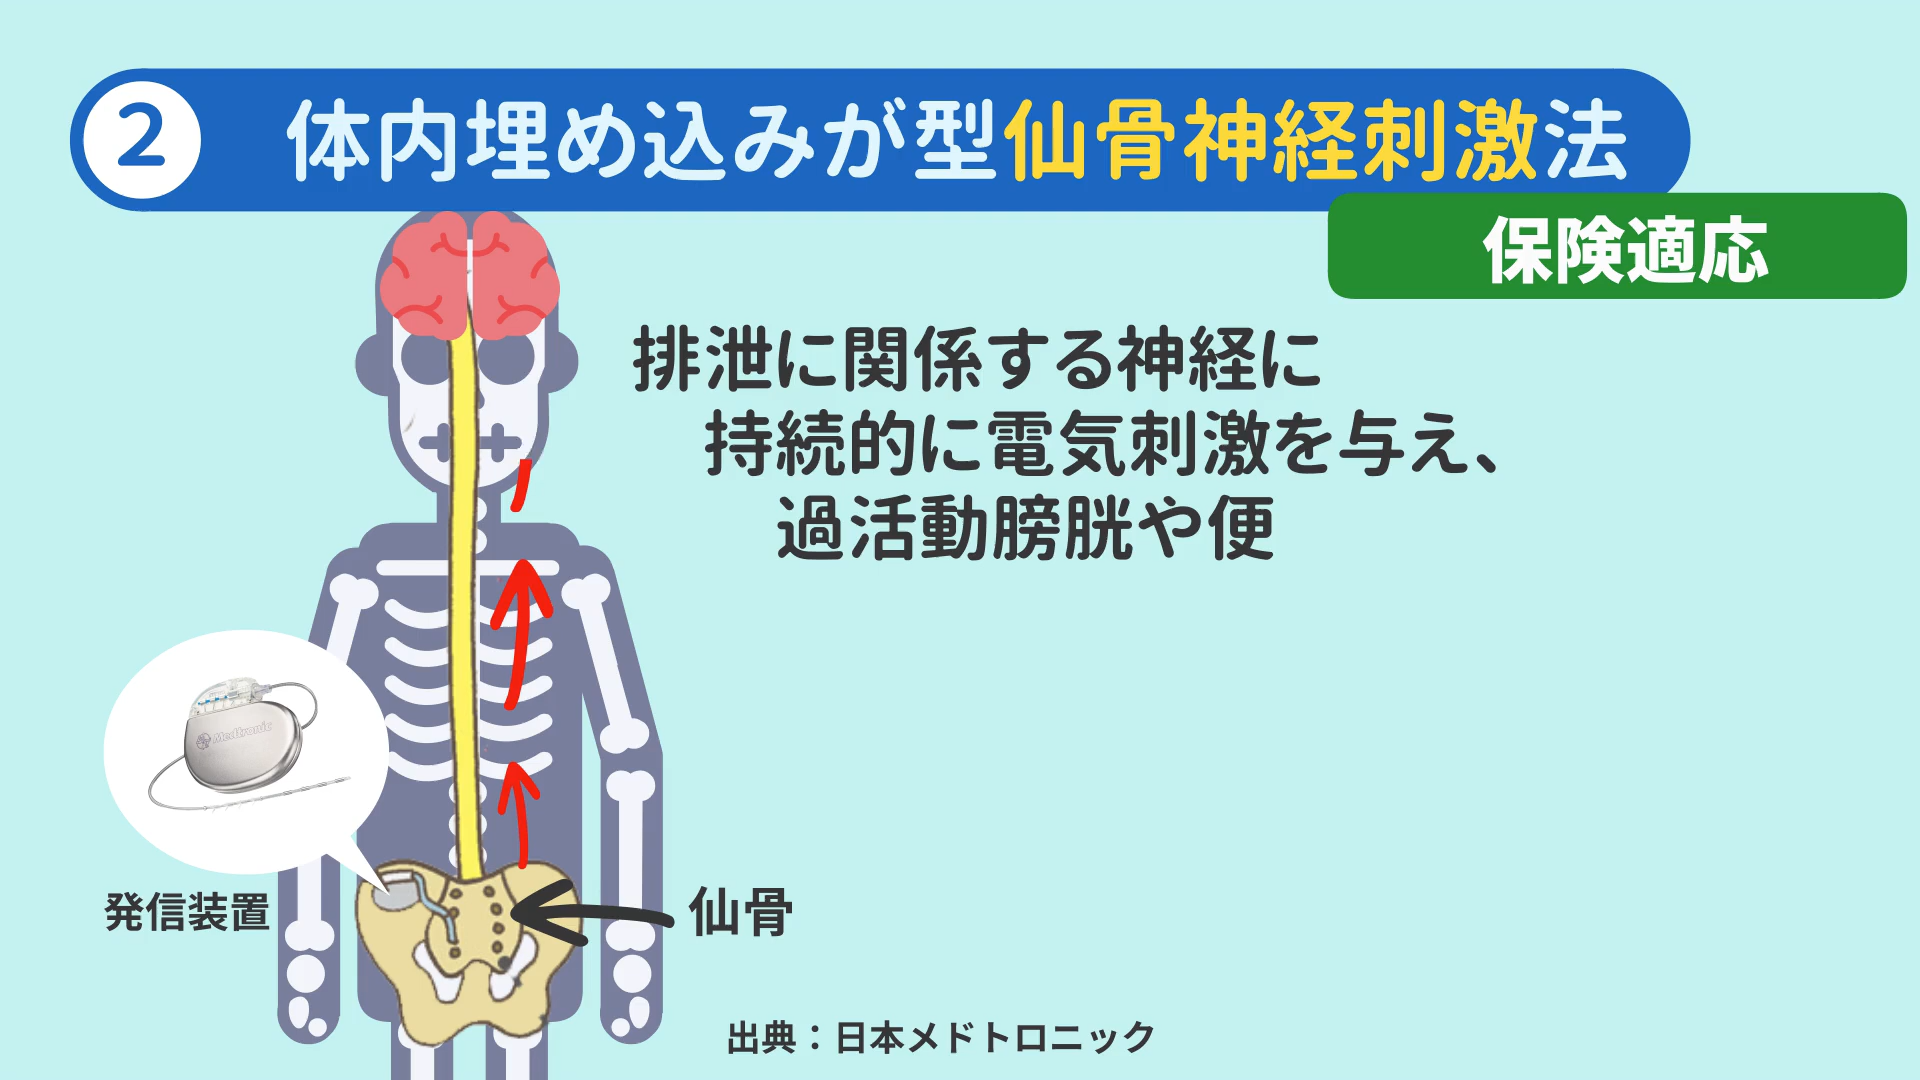 2 体内埋め込みが型仙骨神経刺激法
保険適応
排泄に関係する神経に
持続的に電気刺激を与え、
過活動膀胱や便
Medtronic
発信装置
仙骨
出典：日本メドトロニック